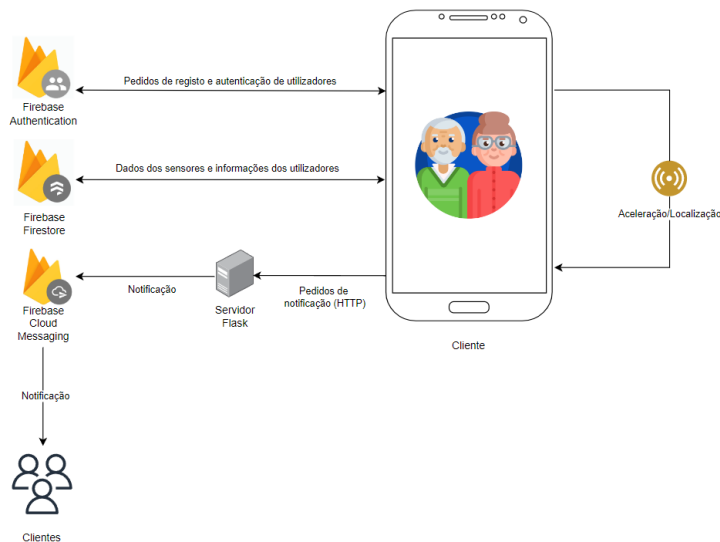 Pedidos de registo e autenticação de utilizadores
Firebase
Authentication
Dados dos sensores e informações dos utilizadores
Firebase
Firestore
Aceleração/Localização
Notificação
Pedidos de
notificação (HTTP)
Servidor
Flask
Firebase
Cloud
Messaging
Cliente
Notificação
Clientes